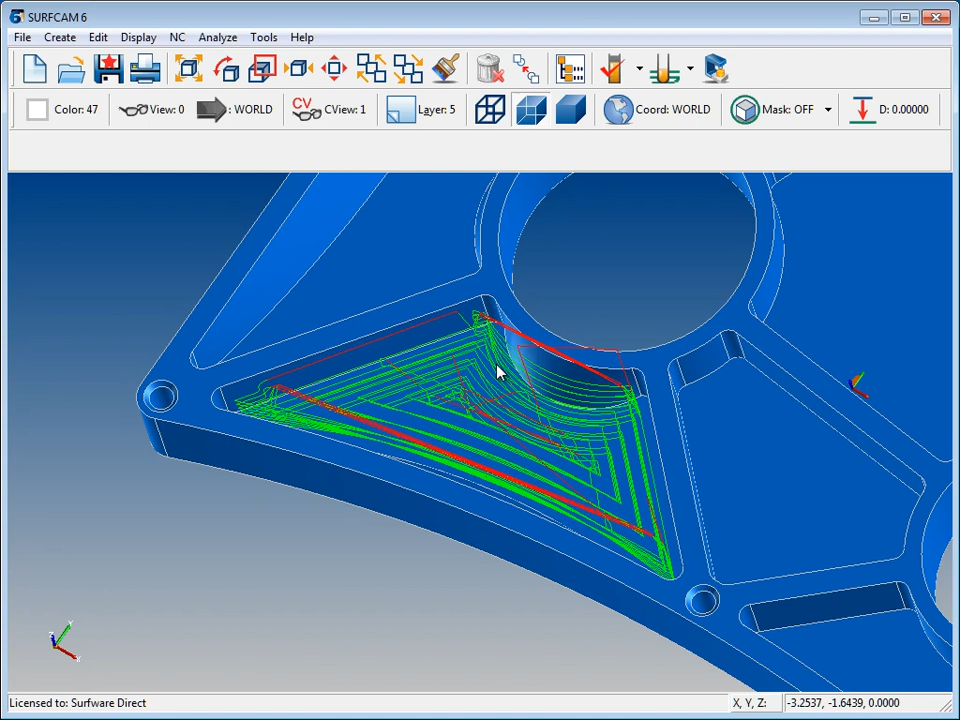 SURFCAM 6
File Create Edit Display NC Analyze Tools Help
Color: 47 View: 0 : WORLD CV CView: 1 Layer: 5 Coord: WORLD Mask: OFF D: 0.00000
Licensed to: Surfware Direct X, Y, Z: -3.2537, -1.6439, 0.0000